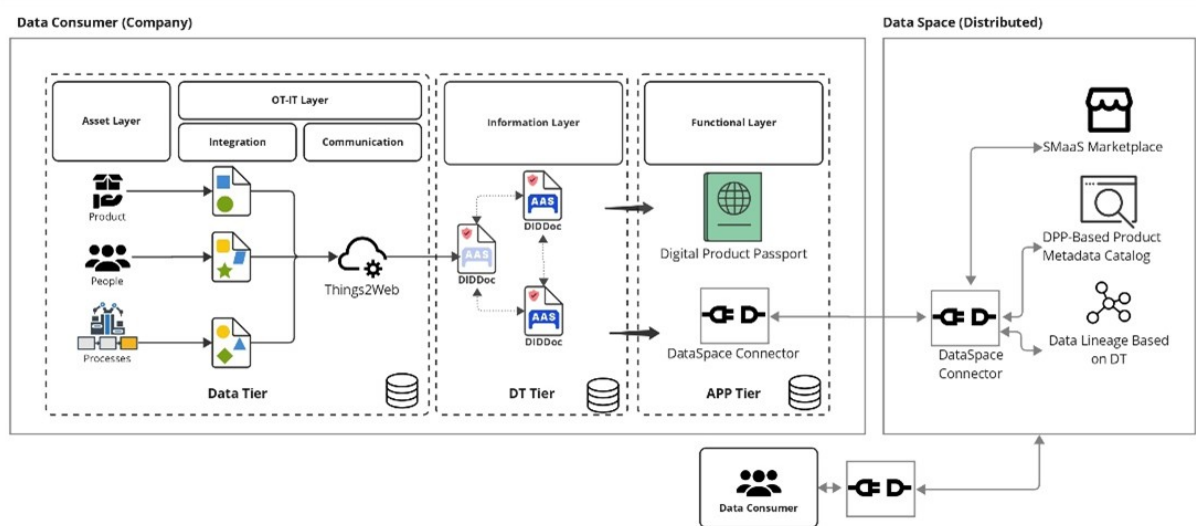 Data Consumer (Company)
Data Space (Distributed)
Asset Layer
OT-IT Layer
Integration
Communication
Information Layer
Functional Layer
Product
People
Processes
Things2Web
AAS
DIDDoc
AAS
DIDDoc
AAS
DIDDoc
Digital Product Passport
DataSpace Connector
Data Tier
DT Tier
APP Tier
SMaaS Marketplace
DPP-Based Product
Metadata Catalog
Data Lineage Based
on DT
DataSpace
Connector
Data Consumer